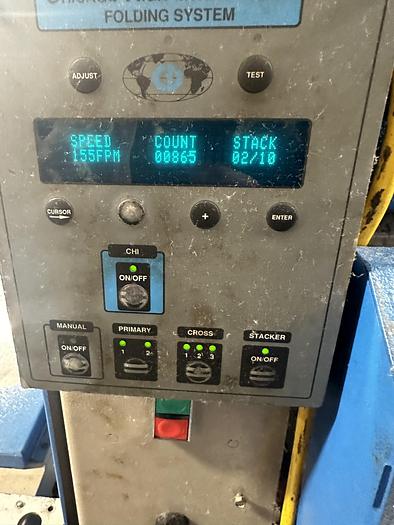 FOLDING SYSTEM
ADJUST
TEST
SPEED COUNT STACK
155FPM 00865 02/10
CURSOR
+
ENTER
CHI
ON/OFF
MANUAL PRIMARY CROSS STACKER
ON/OFF 1 2 1 2 3 ON/OFF